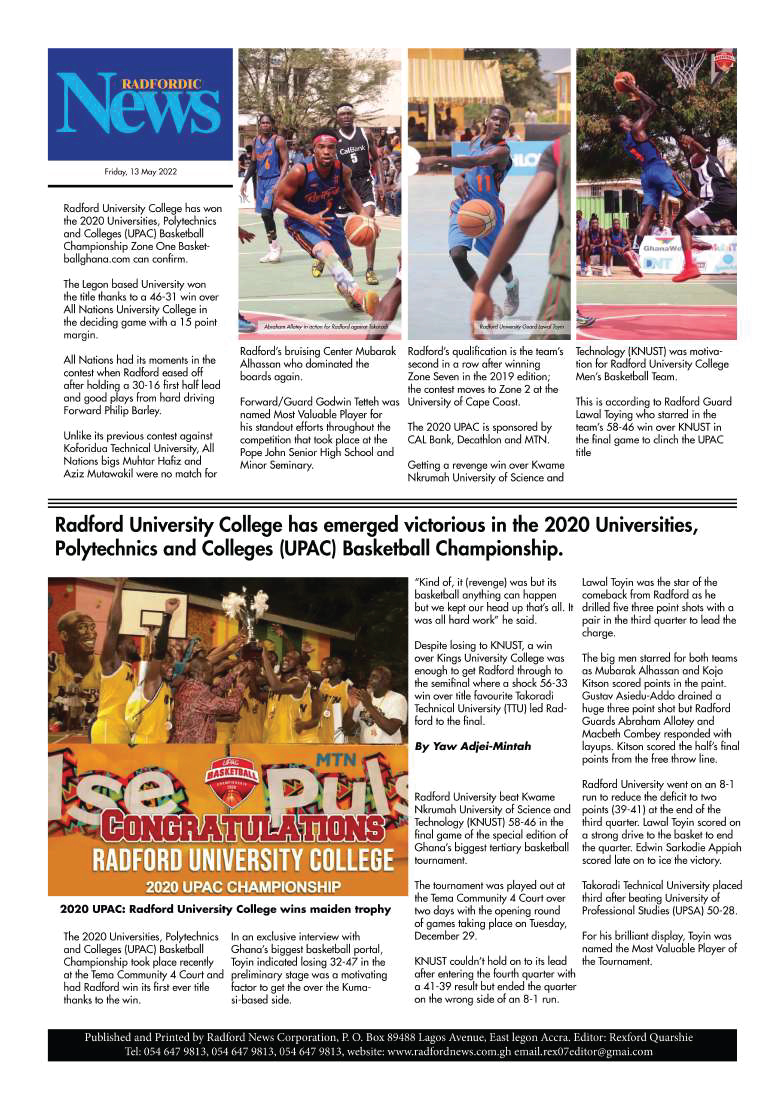 RADFORDIC
News
Friday, 13 May 2022
Radford University College has won
the 2020 Universities, Polytechnics
and Colleges (UPAC) Basketball
Championship Zone One Basket-
ballghana.com can confirm.
The Legon based University won
the title thanks to a 46-31 win over
All Nations University College in
the deciding game with a 15 point
margin.
All Nations had its moments in the
contest when Radford eased off
after holding a 30-16 first half lead
and good plays from hard driving
Forward Philip Barley.
Unlike its previous contest against
Koforidua Technical University, All
Nations bigs Muhtar Hafiz and
Aziz Mutawakil were no match for
CalBank
5
Abraham Allotey in action for Radford against Takoradi
Radford's bruising Center Mubarak
Alhassan who dominated the
boards again.
Forward/Guard Godwin Tetteh was
named Most Valuable Player for
his standout efforts throughout the
competition that took place at the
Pope John Senior High School and
Minor Seminary.
11
Radford University Guard Lawal Toyin
Radford's qualification is the team's
second in a row after winning
Zone Seven in the 2019 edition;
the contest moves to Zone 2 at the
University of Cape Coast.
The 2020 UPAC is sponsored by
CAL Bank, Decathlon and MTN.
Getting a revenge win over Kwame
Nkrumah University of Science and
GhanaWe
DNT
Technology (KNUST) was motiva-
tion for Radford University College
Men's Basketball Team.
This is according to Radford Guard
Lawal Toying who starred in the
team's 58-46 win over KNUST in
the final game to clinch the UPAC
title
Radford University College has emerged victorious in the 2020 Universities,
Polytechnics and Colleges (UPAC) Basketball Championship.
MTN
lse Puls
UPAC
BASKETBALL
CHAMPIONSHIP
2020
CONGRATULATIONS
RADFORD UNIVERSITY COLLEGE
2020 UPAC CHAMPIONSHIP
2020 UPAC: Radford University College wins maiden trophy
The 2020 Universities, Polytechnics
and Colleges (UPAC) Basketball
Championship took place recently
at the Tema Community 4 Court and
had Radford win its first ever title
thanks to the win.
In an exclusive interview with
Ghana's biggest basketball portal,
Toyin indicated losing 32-47 in the
preliminary stage was a motivating
factor to get the over the Kuma-
si-based side.
"Kind of, it (revenge) was but its
basketball anything can happen
but we kept our head up that's all. It
was all hard work" he said.
Despite losing to KNUST, a win
over Kings University College was
enough to get Radford through to
the semifinal where a shock 56-33
win over title favourite Takoradi
Technical University (TTU) led Rad-
ford to the final.
By Yaw Adjei-Mintah
Radford University beat Kwame
Nkrumah University of Science and
Technology (KNUST) 58-46 in the
final game of the special edition of
Ghana's biggest tertiary basketball
tournament.
The tournament was played out at
the Tema Community 4 Court over
two days with the opening round
of games taking place on Tuesday,
December 29.
KNUST couldn't hold on to its lead
after entering the fourth quarter with
a 41-39 result but ended the quarter
on the wrong side of an 8-1 run.
Lawal Toyin was the star of the
comeback from Radford as he
drilled five three point shots with a
pair in the third quarter to lead the
charge.
The big men starred for both teams
as Mubarak Alhassan and Kojo
Kitson scored points in the paint.
Gustav Asiedu-Addo drained a
huge three point shot but Radford
Guards Abraham Allotey and
Macbeth Combey responded with
layups. Kitson scored the half's final
points from the free throw line.
Radford University went on an 8-1
run to reduce the deficit to two
points (39-41) at the end of the
third quarter. Lawal Toyin scored on
a strong drive to the basket to end
the quarter. Edwin Sarkodie Appiah
scored late on to ice the victory.
Takoradi Technical University placed
third after beating University of
Professional Studies (UPSA) 50-28.
For his brilliant display, Toyin was
named the Most Valuable Player of
the Tournament.
Published and Printed by Radford News Corporation, P. O. Box 89488 Lagos Avenue, East legon Accra. Editor: Rexford Quarshie
Tel: 054 647 9813, 054 647 9813, 054 647 9813, website: www.radfordnews.com.gh email.rex07editor@gmai.com